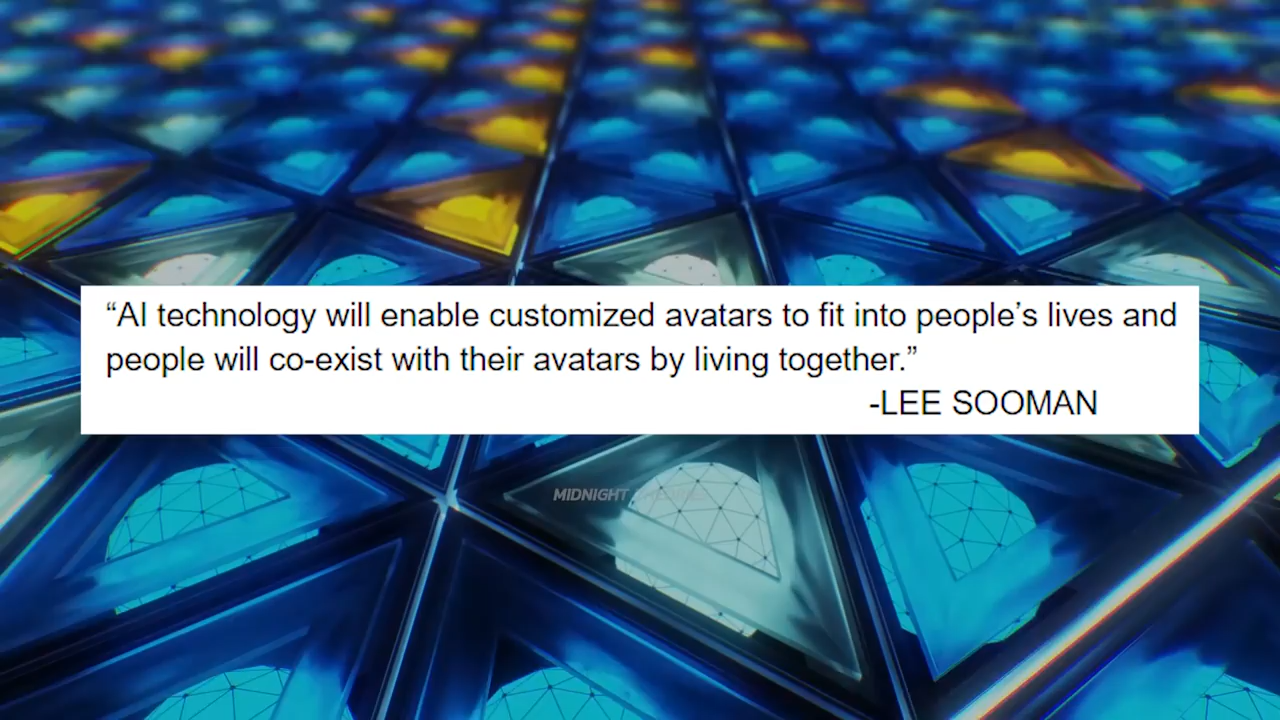 “AI technology will enable customized avatars to fit into people’s lives and
people will co-exist with their avatars by living together.”
-LEE SOOMAN
MIDNIGHT